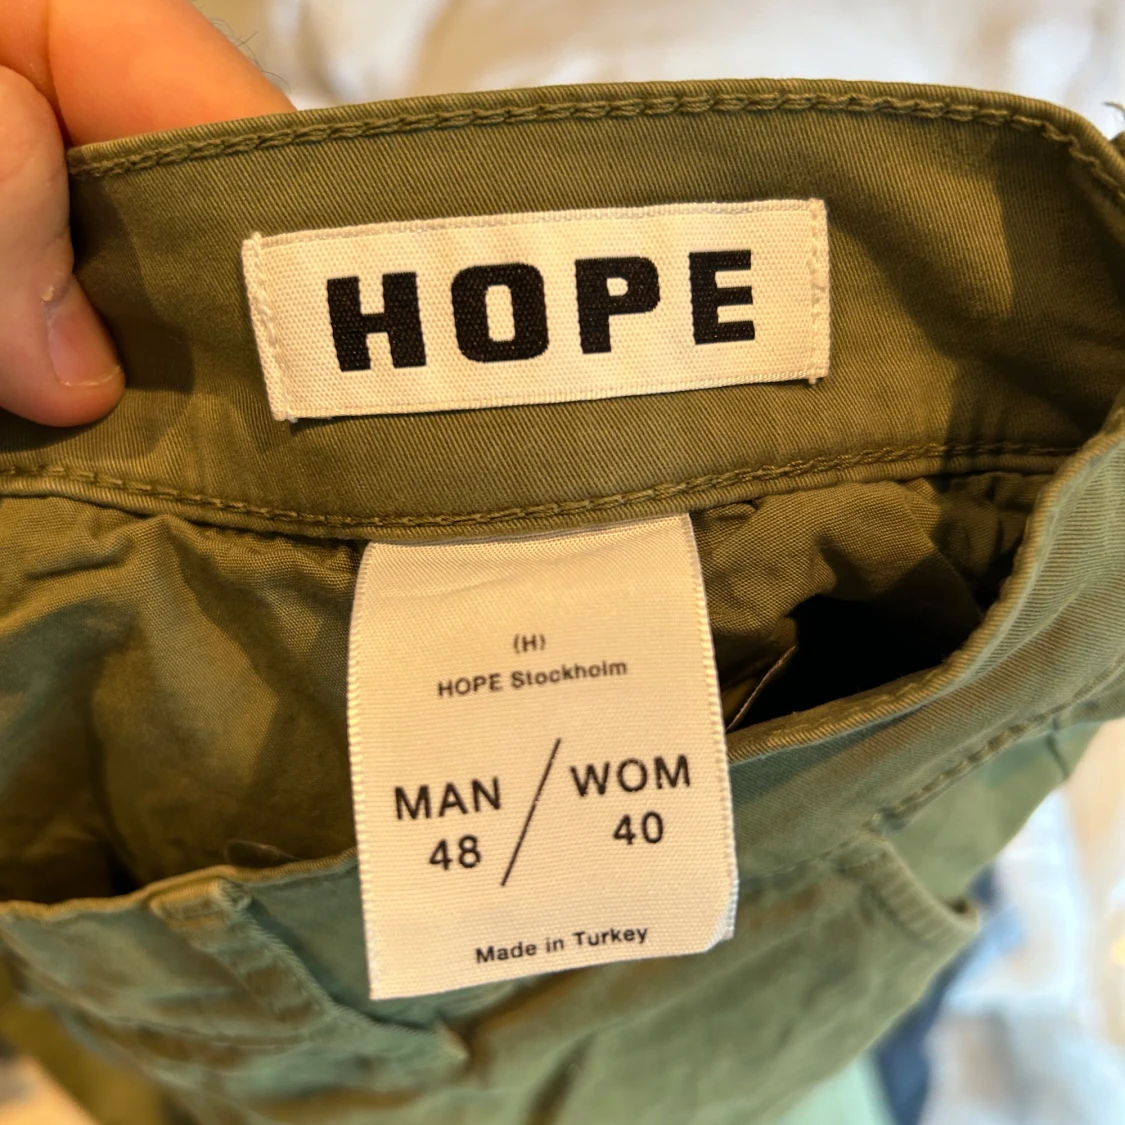 HOPE
(H)
HOPE Stockholm
MAN / WOM
48 / 40
Made in Turkey